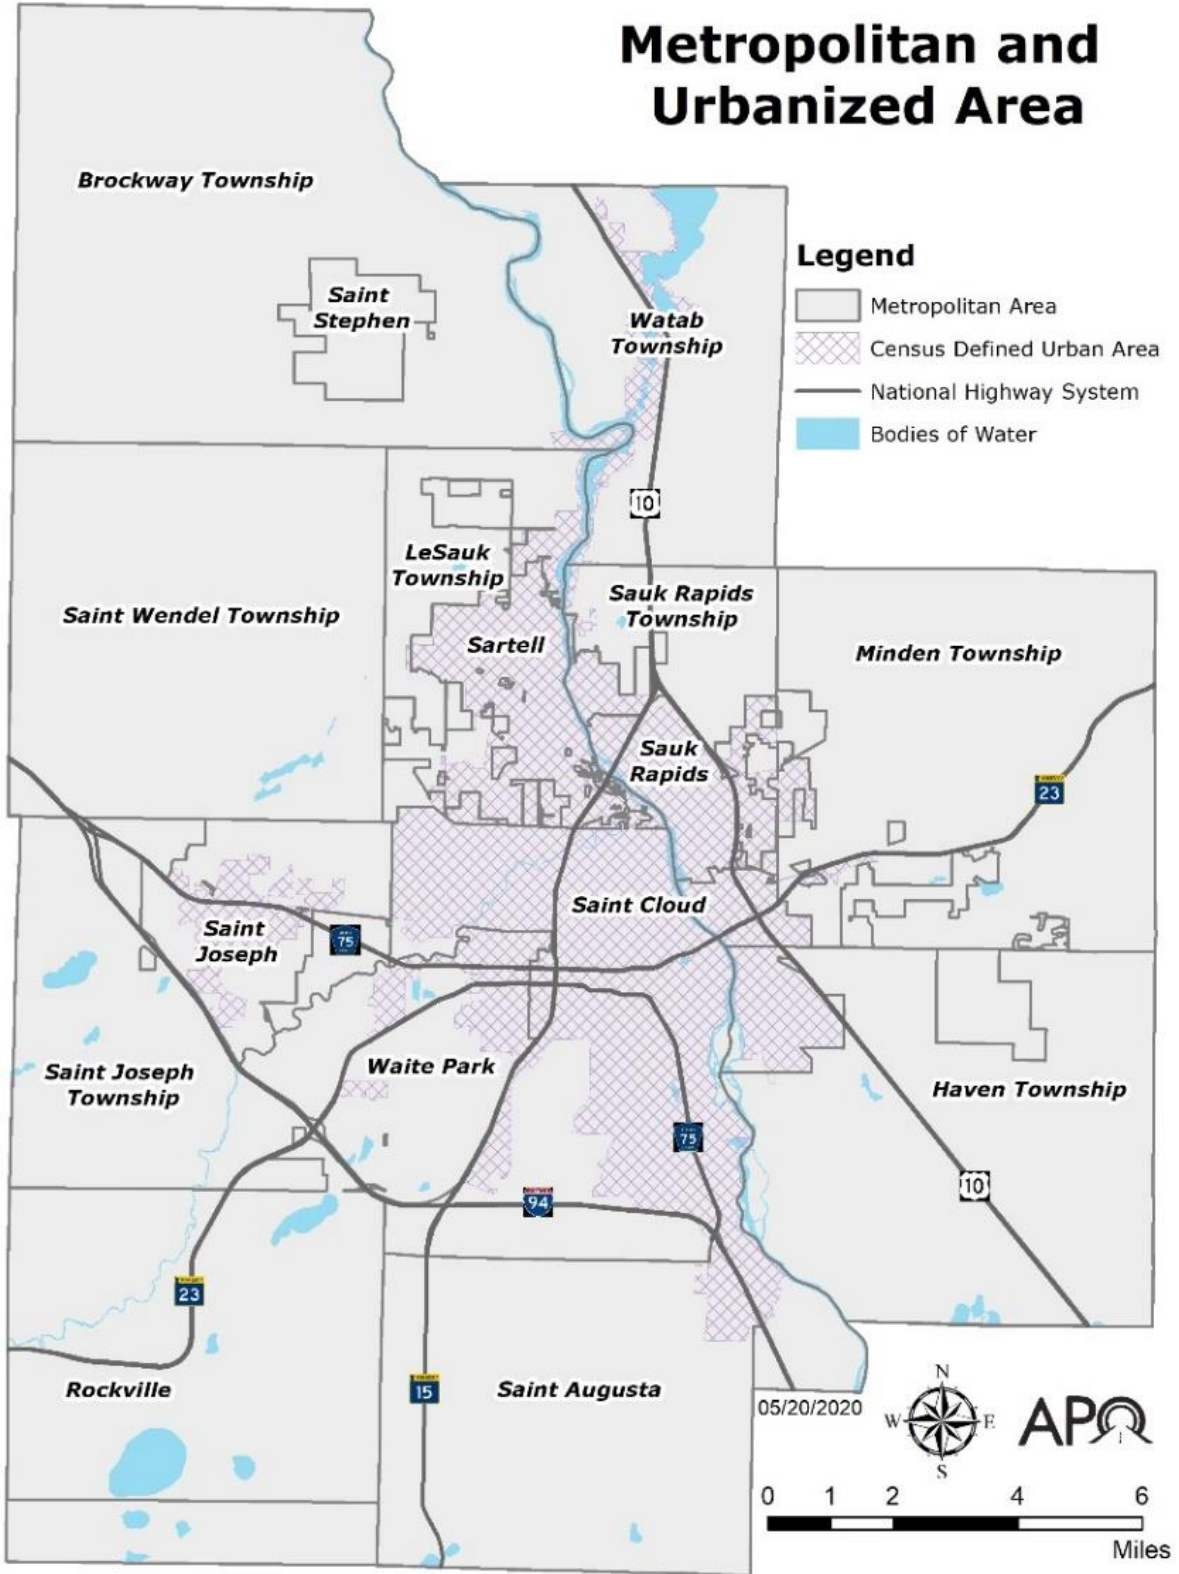 Metropolitan and
Urbanized Area
Brockway Township
Legend
Saint
Stephen
Metropolitan Area
Watab
Township
Census Defined Urban Area
National Highway System
Bodies of Water
10
LeSauk
Township
Sauk Rapids
Township
Saint Wendel Township
Sartell
Minden Township
Sauk
Rapids
23
Saint Cloud
Saint
Joseph
75
Waite Park
Saint Joseph
Township
Haven Township
75
10
94
23
Rockville
15
Saint Augusta
05/20/2020
N
W
E
S
APO
0 1 2 4 6
Miles